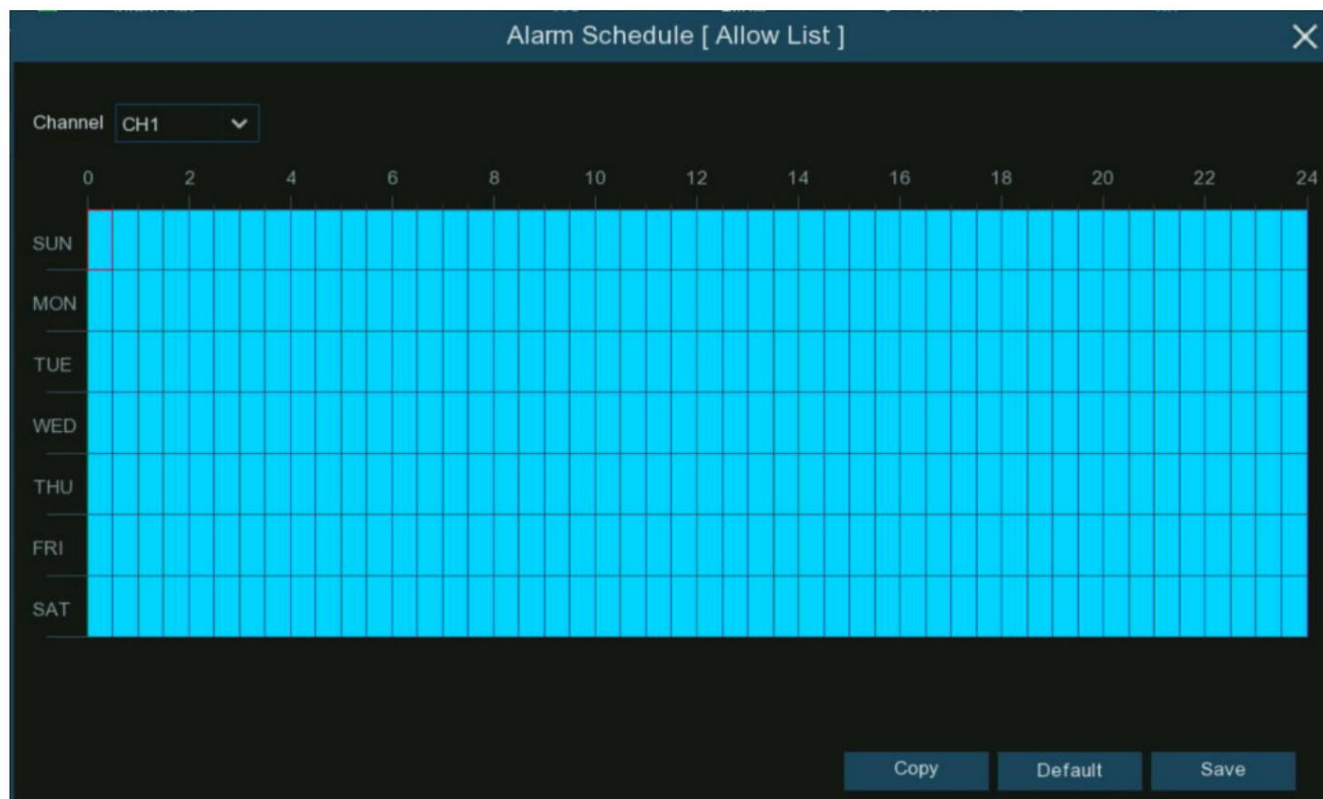 Alarm Schedule [ Allow List ]
Channel CH1
0 2 4 6 8 10 12 14 16 18 20 22 24
SUN
MON
TUE
WED
THU
FRI
SAT
Copy Default Save